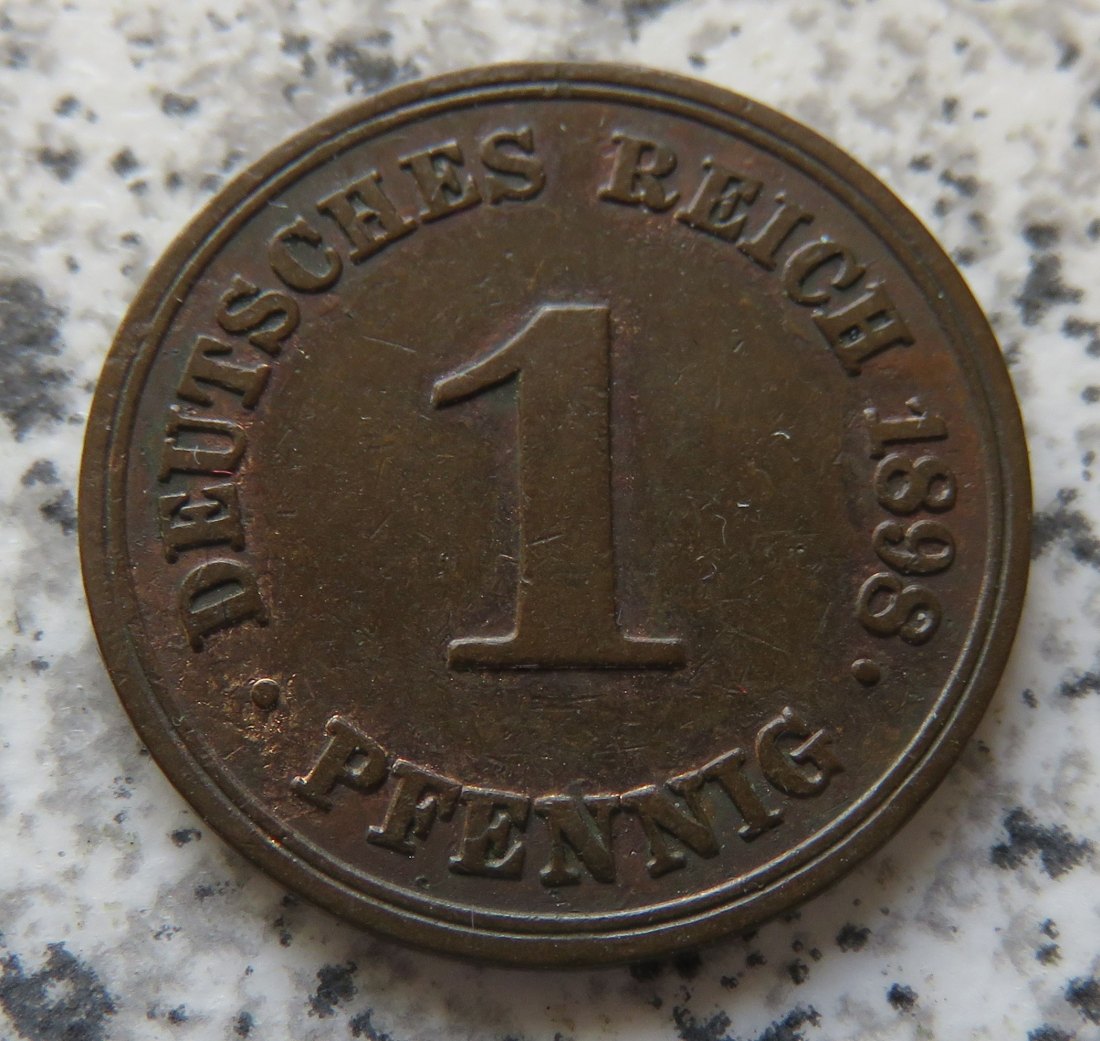 DEUTSCHES REICH 1898
1
PFENNIG